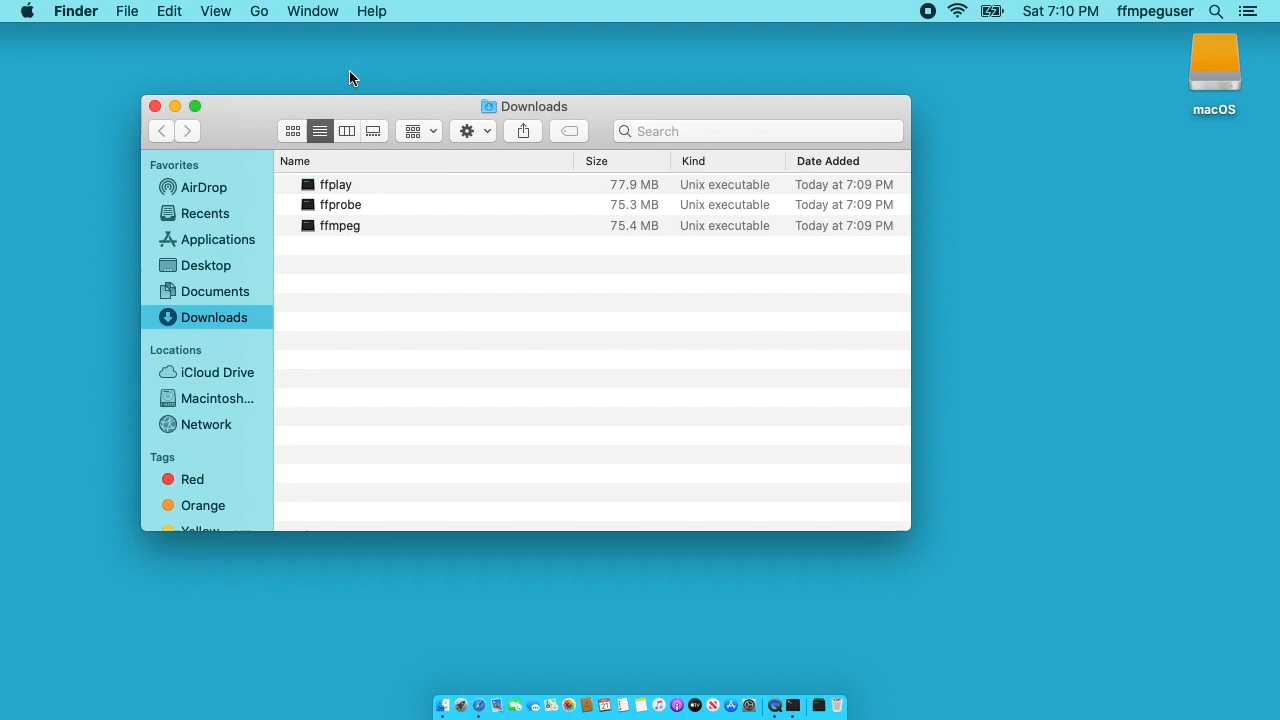 Finder File Edit View Go Window Help Sat 7:10 PM ffmpeguser
macOS
Downloads
Search
Favorites
AirDrop
Recents
Applications
Desktop
Documents
Downloads
Locations
iCloud Drive
Macintosh...
Network
Tags
Red
Orange
Yellow
Name Size Kind Date Added
ffplay 77.9 MB Unix executable Today at 7:09 PM
ffprobe 75.3 MB Unix executable Today at 7:09 PM
ffmpeg 75.4 MB Unix executable Today at 7:09 PM